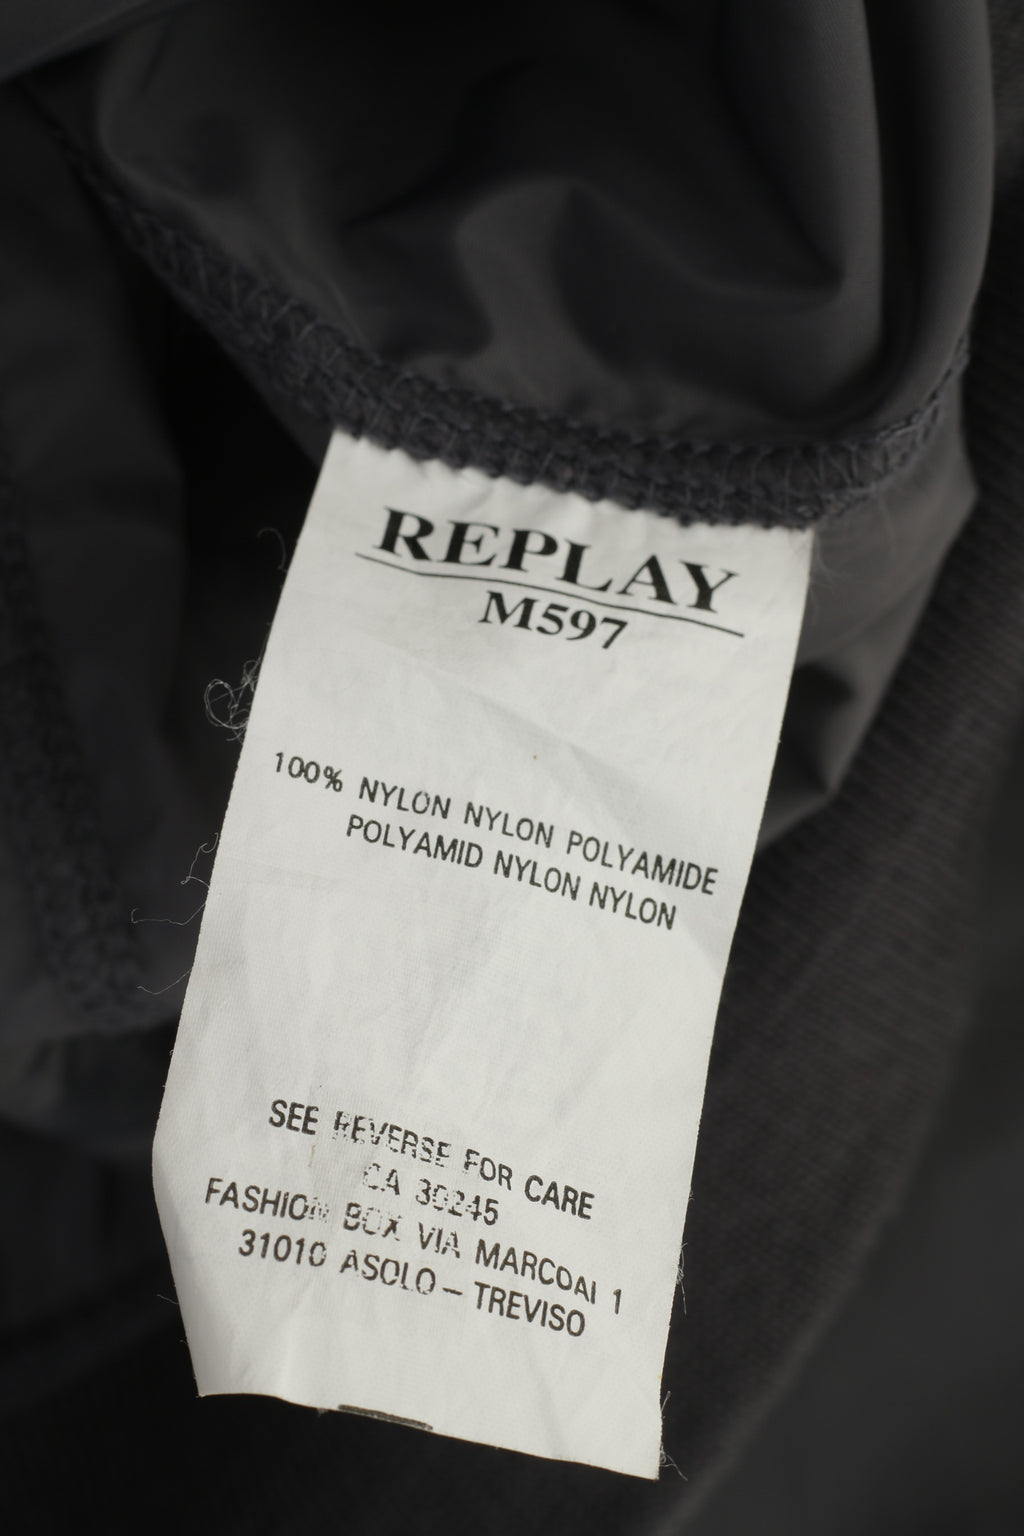 REPLAY
M597
100% NYLON NYLON POLYAMIDE
POLYAMID NYLON NYLON
SEE REVERSE FOR CARE
CA 30245
FASHION BOX VIA MARCOAI 1
31010 ASOLO – TREVISO